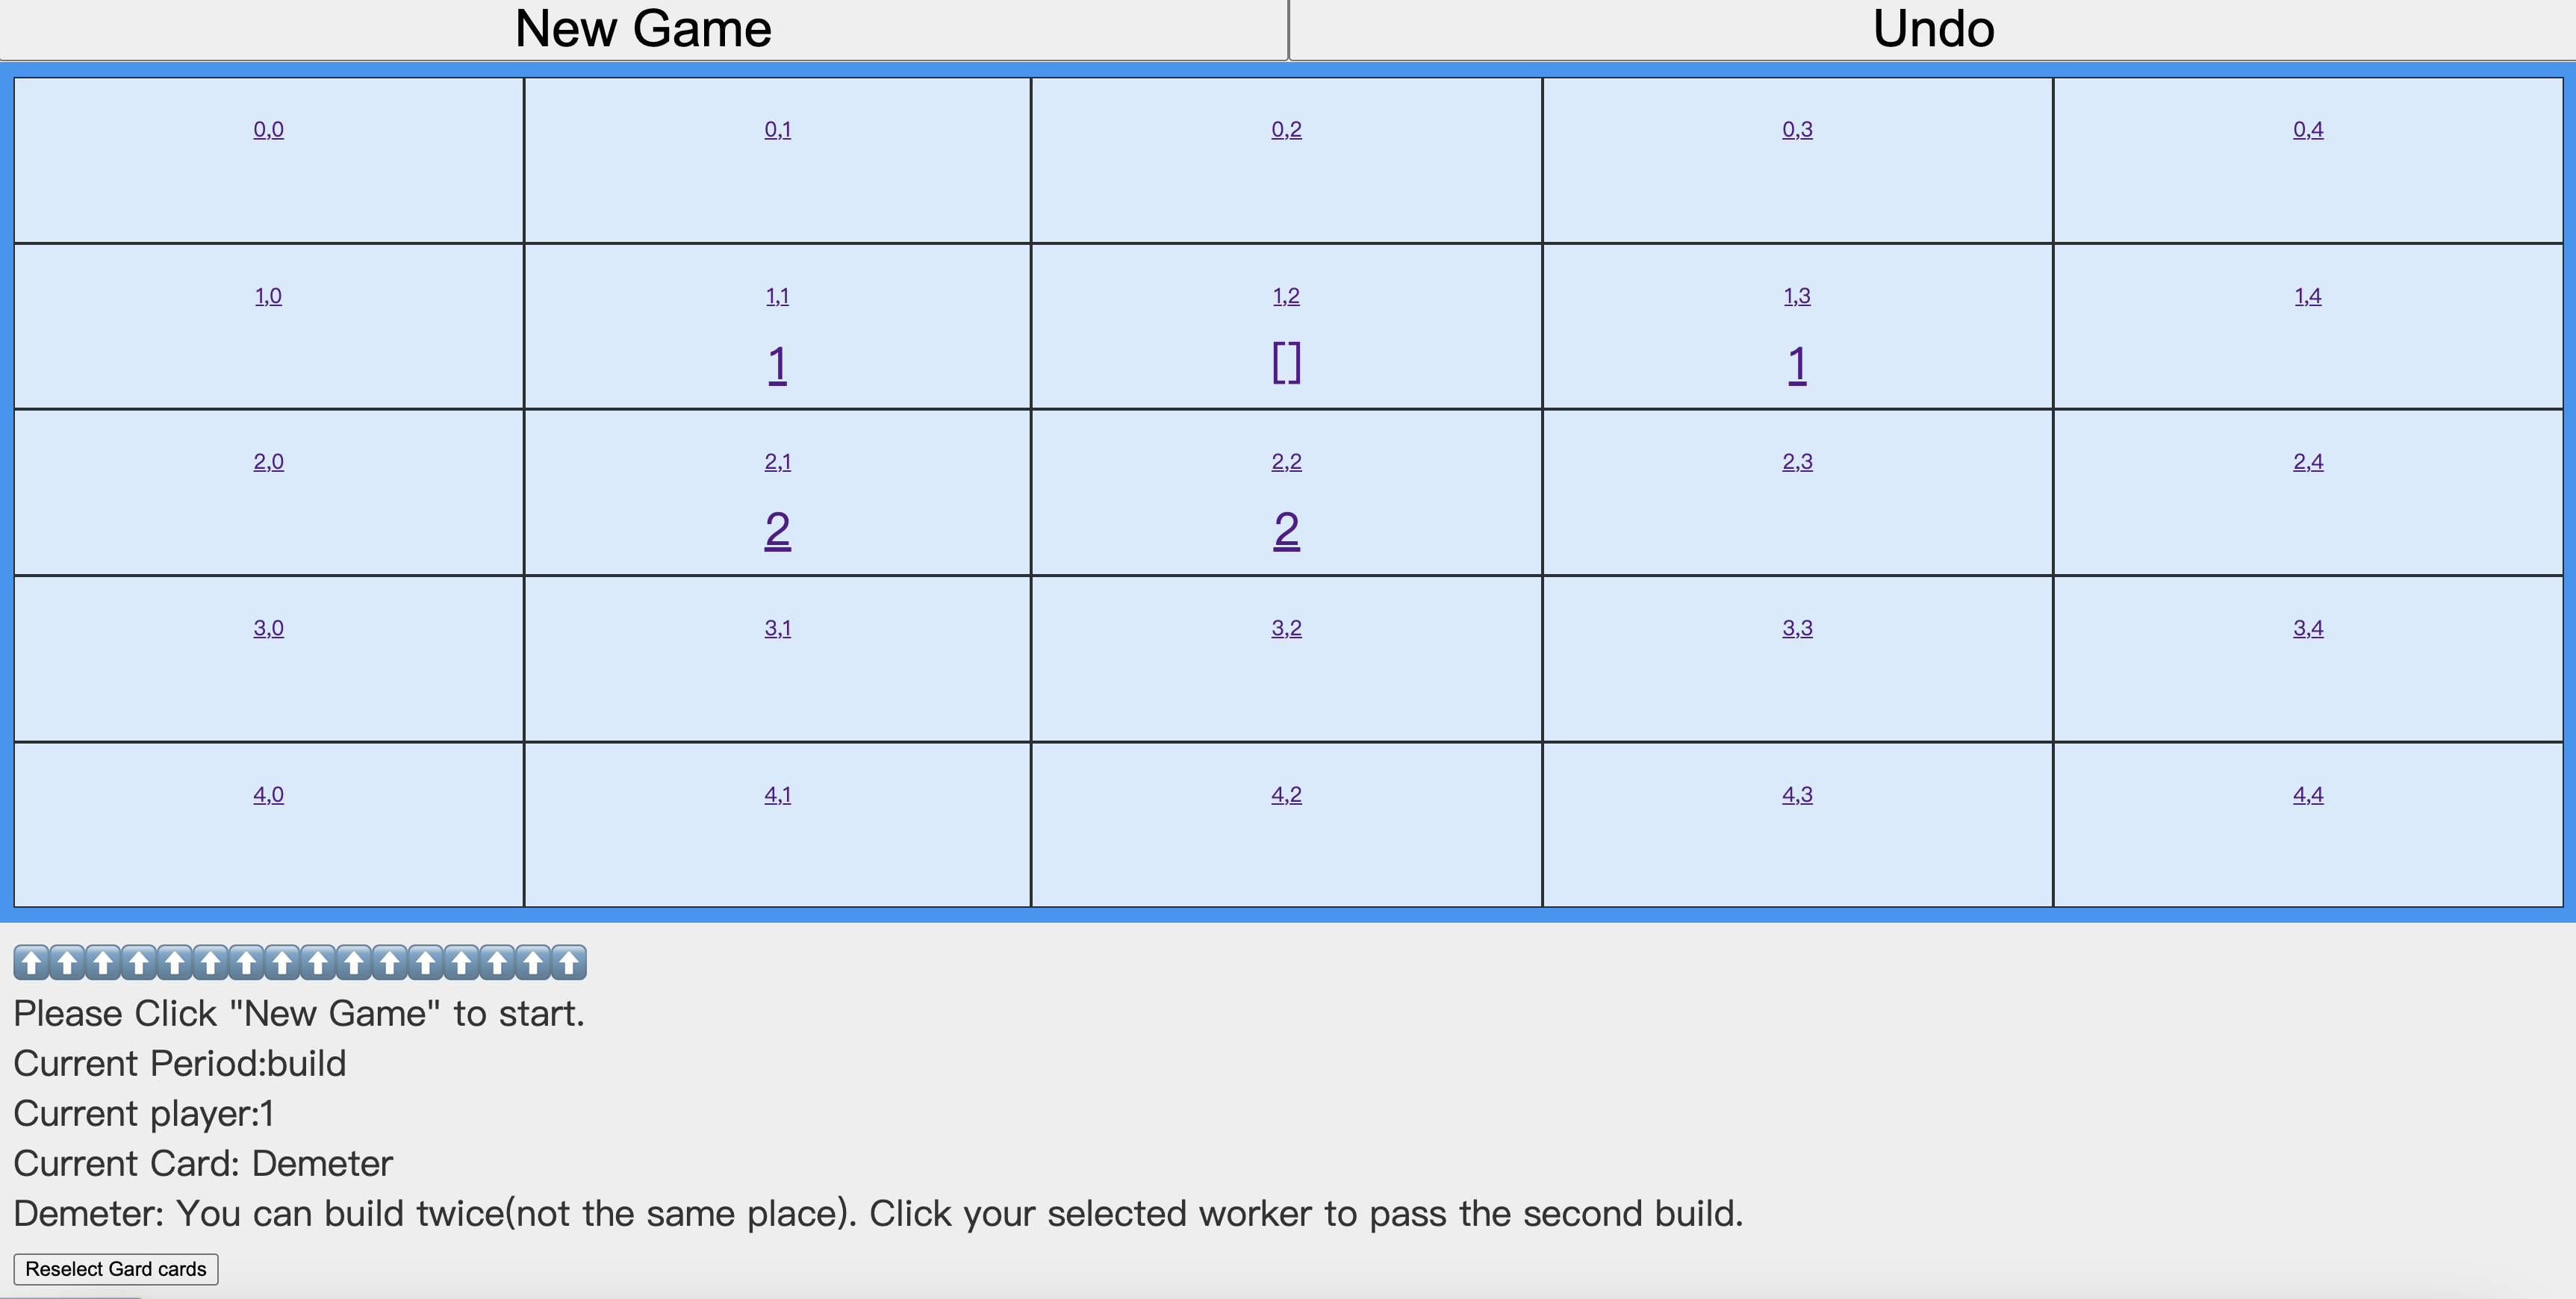 New Game Undo
0,0 0,1 0,2 0,3 0,4
1,0 1,1 1,2 1,3 1,4
1 [] 1
2,0 2,1 2,2 2,3 2,4
2 2
3,0 3,1 3,2 3,3 3,4
4,0 4,1 4,2 4,3 4,4
⬆️⬆️⬆️⬆️⬆️⬆️⬆️⬆️⬆️⬆️⬆️⬆️⬆️⬆️⬆️⬆️
Please Click "New Game" to start.
Current Period:build
Current player:1
Current Card: Demeter
Demeter: You can build twice(not the same place). Click your selected worker to pass the second build.
Reselect Gard cards